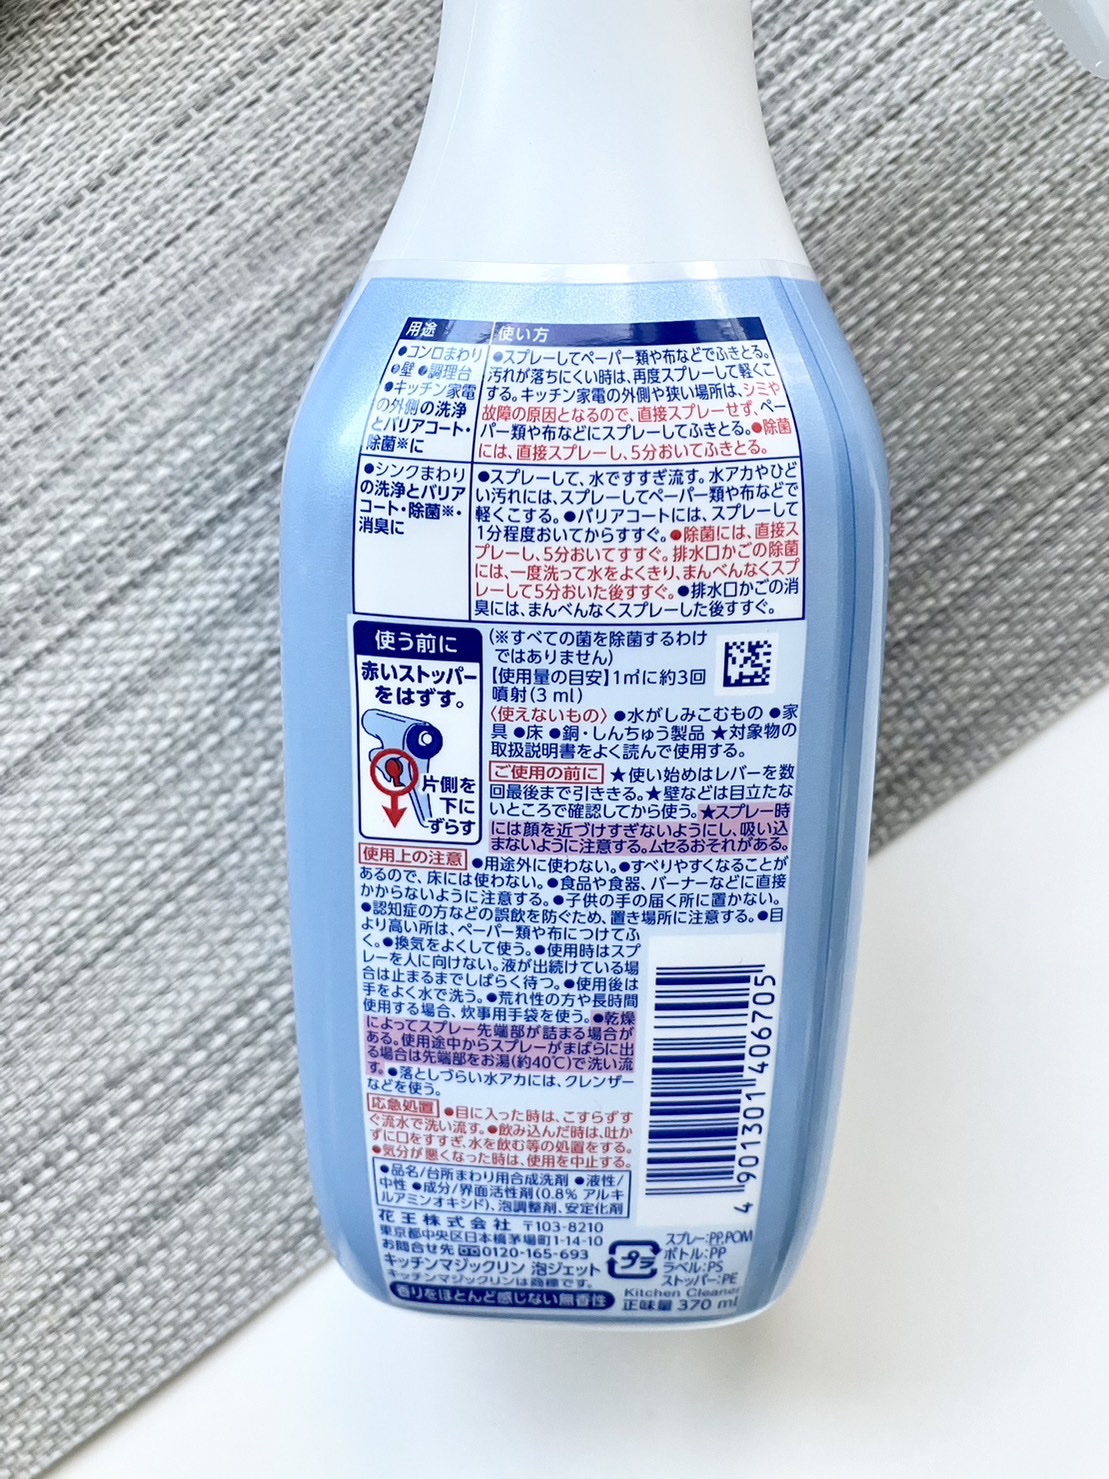 用途
使い方
●コンロまわり
●壁 ●調理台
●キッチン家電
の外側の洗浄
とバリアコート・
除菌※に
●スプレーしてペーパー類や布などでふきとる。
汚れが落ちにくい時は、再度スプレーして軽くこ
する。キッチン家電の外側や狭い場所は、シミや
故障の原因となるので、直接スプレーせず、ペー
パー類や布などにスプレーしてふきとる。●除菌
には、直接スプレーし、5分おいてふきとる。
●シンクまわり
の洗浄とバリア
コート・除菌※・
消臭に
●スプレーして、水ですすぎ流す。水アカやひど
い汚れには、スプレーしてペーパー類や布などで
軽くこする。●バリアコートには、スプレーして
1分程度おいてからすすぐ。●除菌には、直接ス
プレーし、5分おいてすすぐ。排水口かごの除菌
には、一度洗って水をよくきり、まんべんなくスプ
レーして5分おいた後すすぐ。●排水口かごの消
臭には、まんべんなくスプレーした後すすぐ。
使う前に
赤いストッパー
をはずす。
片側を
下に
ずらす
(※すべての菌を除菌するわけ
ではありません)
【使用量の目安】1㎡に約3回
噴射(3 ml)
〈使えないもの〉●水がしみこむもの ●家
具 ●床 ●銅・しんちゅう製品 ★対象物の
取扱説明書をよく読んで使用する。
ご使用の前に ★使い始めはレバーを数
回最後まで引ききる。★壁などは目立たな
いところで確認してから使う。★スプレー時
には顔を近づけすぎないようにし、吸い込
まないように注意する。ムセるおそれがある。
使用上の注意 ●用途外に使わない。●すべりやすくなることが
あるので、床には使わない。●食品や食器、バーナーなどに直接
かからないように注意する。●子供の手の届く所に置かない。
●認知症の方などの誤飲を防ぐため、置き場所に注意する。●目
より高い所は、ペーパー類や布につけてふ
く。●換気をよくして使う。●使用時はスプ
レーを人に向けない。液が出続けている場
合は止まるまでしばらく待つ。●使用後は
手をよく水で洗う。●荒れ性の方や長時間
使用する場合、炊事用手袋を使う。●乾燥
によってスプレー先端部が詰まる場合が
ある。使用途中からスプレーがまばらに出
る場合は先端部をお湯(約40℃)で洗い流
す。●落としづらい水アカには、クレンザー
などを使う。
応急処置 ●目に入った時は、こすらずす
ぐ流水で洗い流す。●飲み込んだ時は、吐か
ずに口をすすぎ、水を飲む等の処置をする。
●気分が悪くなった時は、使用を中止する。
●品名/台所まわり用合成洗剤 ●液性/
中性 ●成分/界面活性剤(0.8% アルキ
ルアミンオキシド)、泡調整剤、安定化剤
花王株式会社 〒103-8210
東京都中央区日本橋茅場町1-14-10
お問合せ先 0120-165-693
キッチンマジックリン 泡ジェット
キッチンマジックリンは商標です。
香りをほとんど感じない無香性
4 901301 406705
プラ
スプレー:PP,POM
ボトル:PP
ラベル:PS
ストッパー:PE
Kitchen Cleaner
正味量 370 ml